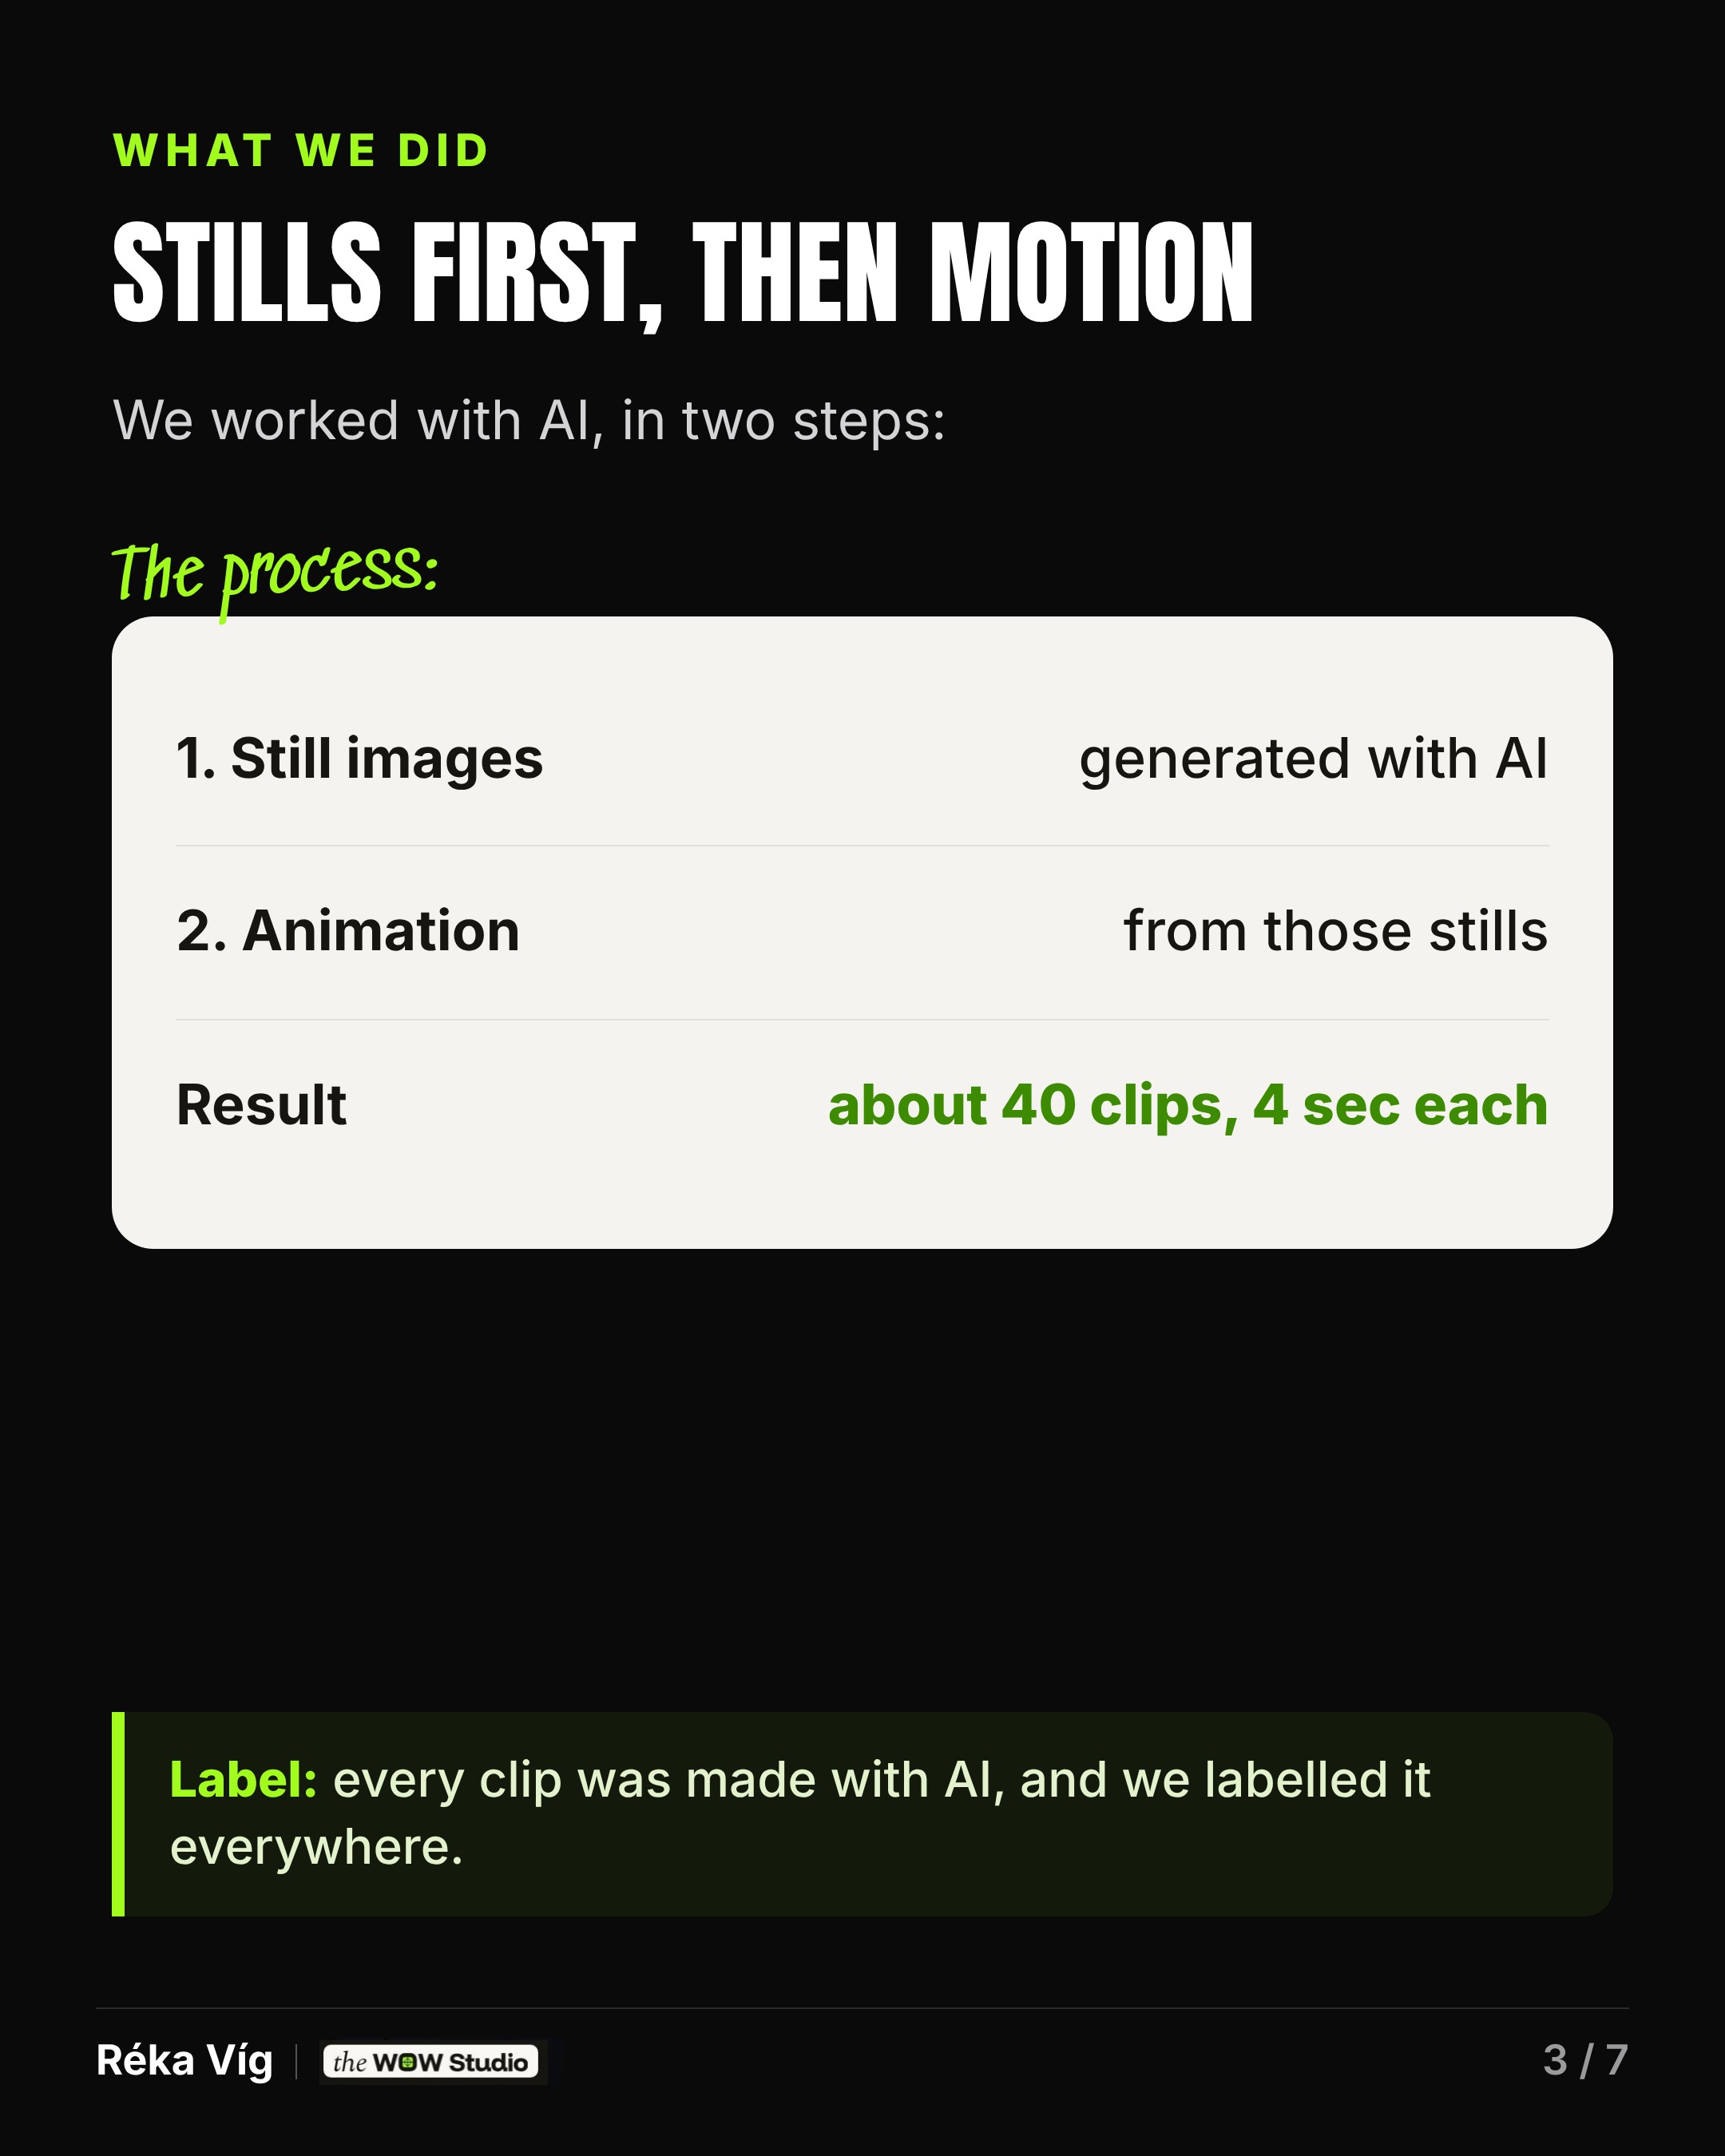 WHAT WE DID
STILLS FIRST, THEN MOTION
We worked with AI, in two steps:
The process:
1. Still images generated with AI
2. Animation from those stills
Result about 40 clips, 4 sec each
Label: every clip was made with AI, and we labelled it
everywhere.
Réka Víg the WOW Studio 3 / 7